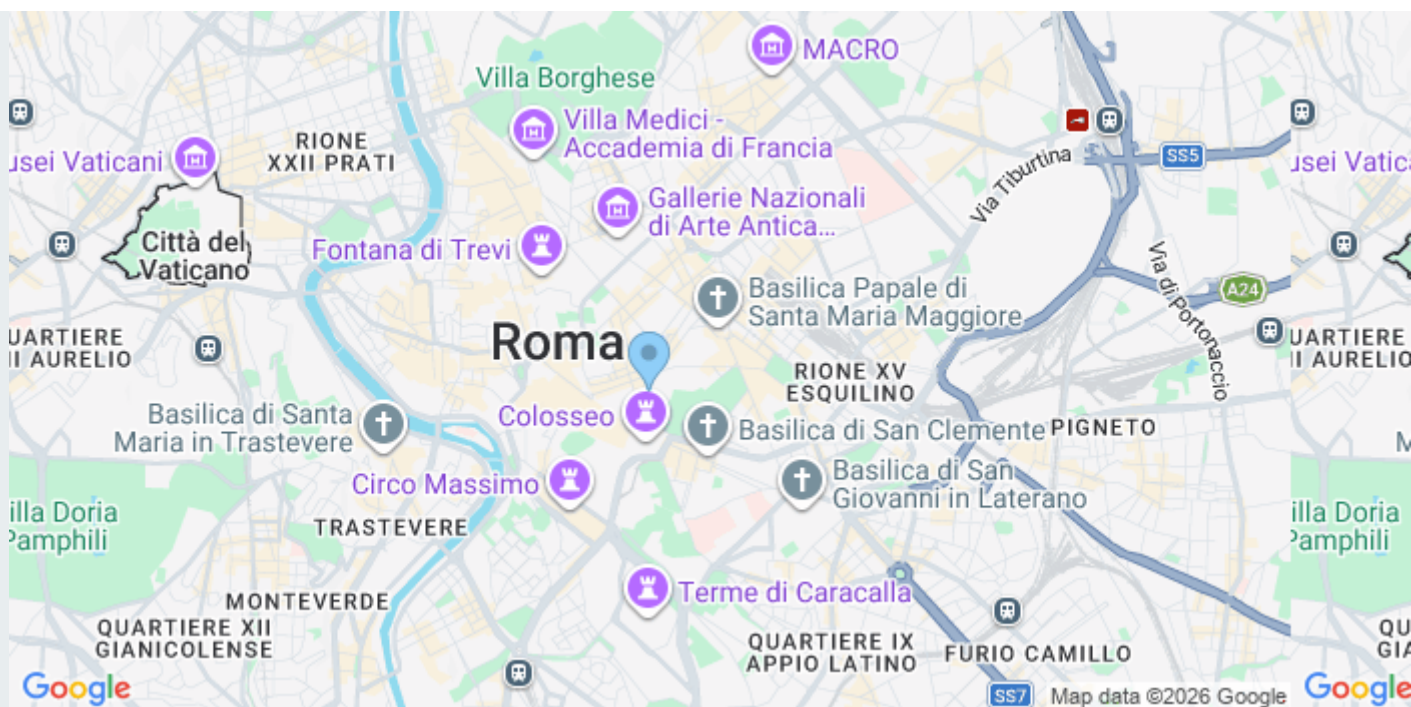 MACRO
Villa Borghese
Villa Medici -
Accademia di Francia
RIONE
XXII PRATI
usei Vaticani
SS5
usei Vatica
Via Tiburtina
Gallerie Nazionali
di Arte Antica...
Città del
Vaticano
Fontana di Trevi
Via di Portonaccio
A24
Basilica Papale di
Santa Maria Maggiore
Roma
UARTIERE
II AURELIO
UARTIERE
II AURELIO
RIONE XV
ESQUILINO
Basilica di Santa
Maria in Trastevere
Colosseo
Basilica di San Clemente
PIGNETO
M
Circo Massimo
Basilica di San
Giovanni in Laterano
illa Doria
Pamphili
TRASTEVERE
illa Doria
Pamphili
MONTEVERDE
Terme di Caracalla
QUARTIERE XII
GIANICOLENSE
QUARTIERE IX
APPIO LATINO
FURIO CAMILLO
QU
GIA
Google
SS7
Map data ©2026 Google
Google